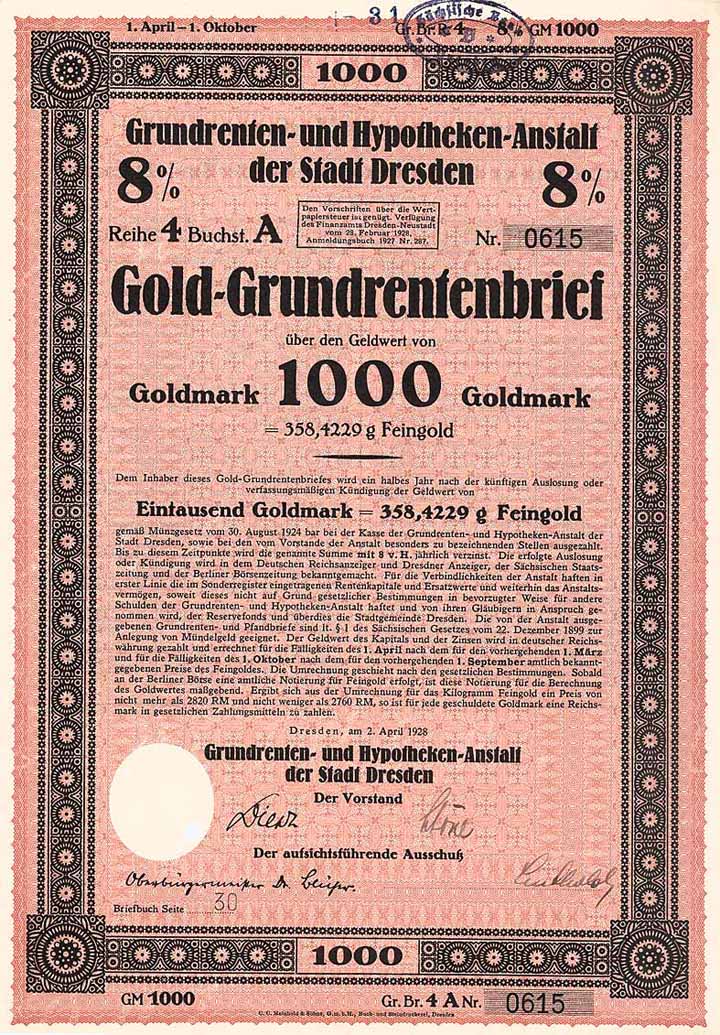 - 31
Sächsische Bank
1. April – 1. Oktober
Gr. Br. R. 4 8% GM 1000
1000
Grundrenten- und Hypotheken-Anstalt
der Stadt Dresden
8% 8%
Reihe 4 Buchst. A
Den Vorschriften über die Wert-
papiersteuer ist genügt. Verfügung
des Finanzamts Dresden-Neustadt
vom 23. Februar 1928,
Anmeldungsbuch 1927 Nr. 287.
Nr. 0615
Gold-Grundrentenbrief
über den Geldwert von
Goldmark 1000 Goldmark
= 358,4229 g Feingold
Dem Inhaber dieses Gold-Grundrentenbriefes wird ein halbes Jahr nach der künftigen Auslosung oder
verfassungsmäßigen Kündigung der Geldwert von
Eintausend Goldmark = 358,4229 g Feingold
gemäß Münzgesetz vom 30. August 1924 bar bei der Kasse der Grundrenten- und Hypotheken-Anstalt der
Stadt Dresden, sowie bei den vom Vorstande der Anstalt besonders zu bezeichnenden Stellen ausgezahlt.
Bis zu diesem Zeitpunkte wird die genannte Summe mit 8 v. H. jährlich verzinst. Die erfolgte Auslosung
oder Kündigung wird in dem Deutschen Reichsanzeiger und Dresdner Anzeiger, der Sächsischen Staats-
zeitung und der Berliner Börsenzeitung bekanntgemacht. Für die Verbindlichkeiten der Anstalt haften in
erster Linie die im Sonderregister eingetragenen Rentenkapitale und Ersatzwerte und weiterhin das Anstalts-
vermögen, soweit dieses nicht auf Grund gesetzlicher Bestimmungen in bevorzugter Weise für andere
Schulden der Grundrenten- und Hypotheken-Anstalt haftet und von ihren Gläubigern in Anspruch ge-
nommen wird, der Reservefonds und überdies die Stadtgemeinde Dresden. Die von der Anstalt ausge-
gebenen Grundrenten- und Pfandbriefe sind lt. § 1 des Sächsischen Gesetzes vom 22. Dezember 1899 zur
Anlegung von Mündelgeld geeignet. Der Geldwert des Kapitals und der Zinsen wird in deutscher Reichs-
währung gezahlt und errechnet für die Fälligkeiten des 1. April nach dem für den vorhergehenden 1. März
und für die Fälligkeiten des 1. Oktober nach dem für den vorhergehenden 1. September amtlich bekannt-
gegebenen Preise des Feingoldes. Die Umrechnung geschieht nach den gesetzlichen Bestimmungen. Sobald
an der Berliner Börse eine amtliche Notierung für Feingold erfolgt, ist diese Notierung für die Berechnung
des Geldwertes maßgebend. Ergibt sich aus der Umrechnung für das Kilogramm Feingold ein Preis von
nicht mehr als 2820 RM und nicht weniger als 2760 RM, so ist für jede geschuldete Goldmark eine Reichs-
mark in gesetzlichen Zahlungsmitteln zu zahlen.
Dresden, am 2. April 1928
Grundrenten- und Hypotheken-Anstalt
der Stadt Dresden
Der Vorstand
Der aufsichtsführende Ausschuß
Oberbürgermeister Dr. Blüher.
Briefbuch Seite 30
1000
GM 1000
Gr. Br. 4 A Nr. 0615
C. C. Meinhold & Söhne, G.m.b.H., Buch- und Steindruckerei, Dresden